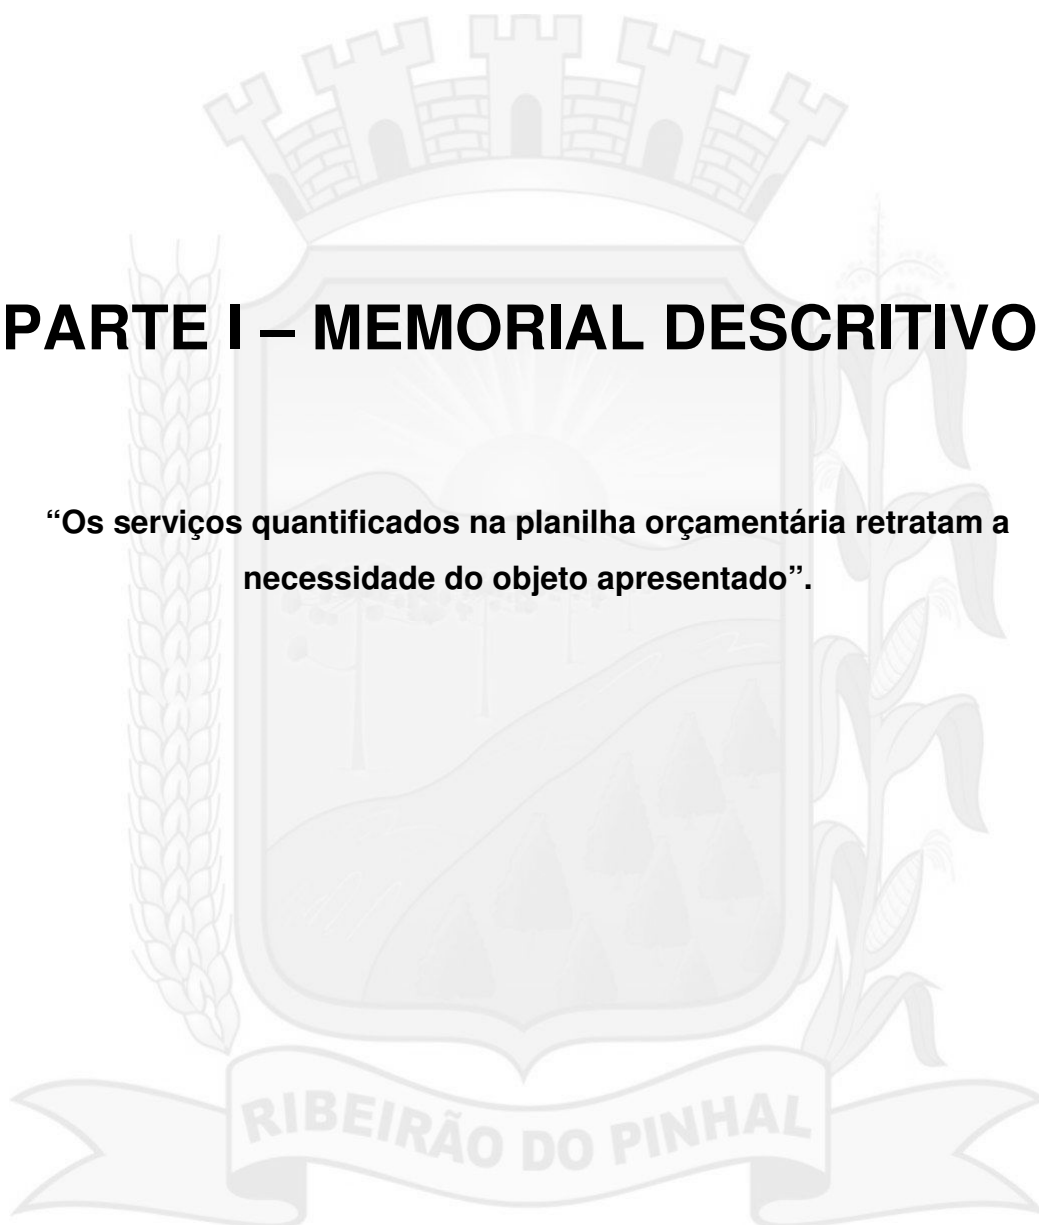 PARTE I – MEMORIAL DESCRITIVO
“Os serviços quantificados na planilha orçamentária retratam a
necessidade do objeto apresentado”.
RIBEIRÃO DO PINHAL